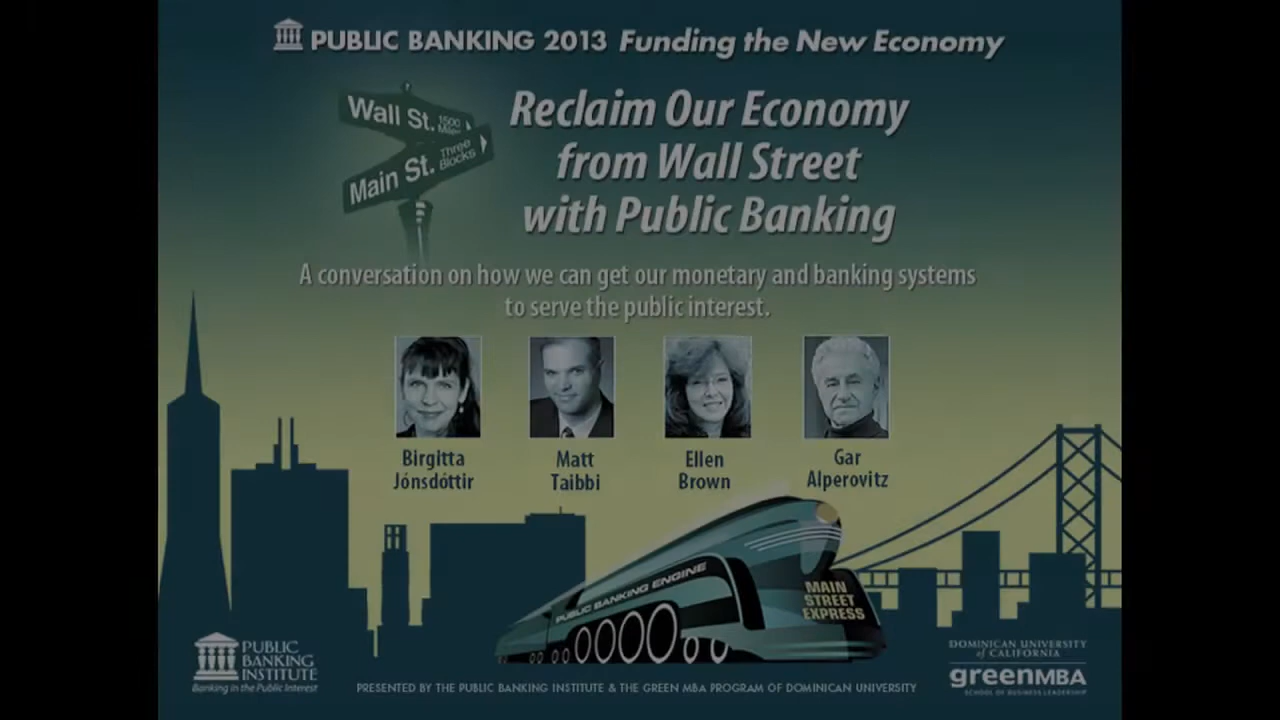 PUBLIC BANKING 2013 Funding the New Economy
Wall St. 1500 Miles
Main St. Three Blocks
Reclaim Our Economy
from Wall Street
with Public Banking
A conversation on how we can get our monetary and banking systems
to serve the public interest.
Birgitta Jónsdóttir
Matt Taibbi
Ellen Brown
Gar Alperovitz
PUBLIC BANKING ENGINE
MAIN
STREET
EXPRESS
PUBLIC
BANKING
INSTITUTE
Banking in the Public Interest
PRESENTED BY THE PUBLIC BANKING INSTITUTE & THE GREEN MBA PROGRAM OF DOMINICAN UNIVERSITY
DOMINICAN UNIVERSITY
of CALIFORNIA
greenMBA
SCHOOL OF BUSINESS LEADERSHIP